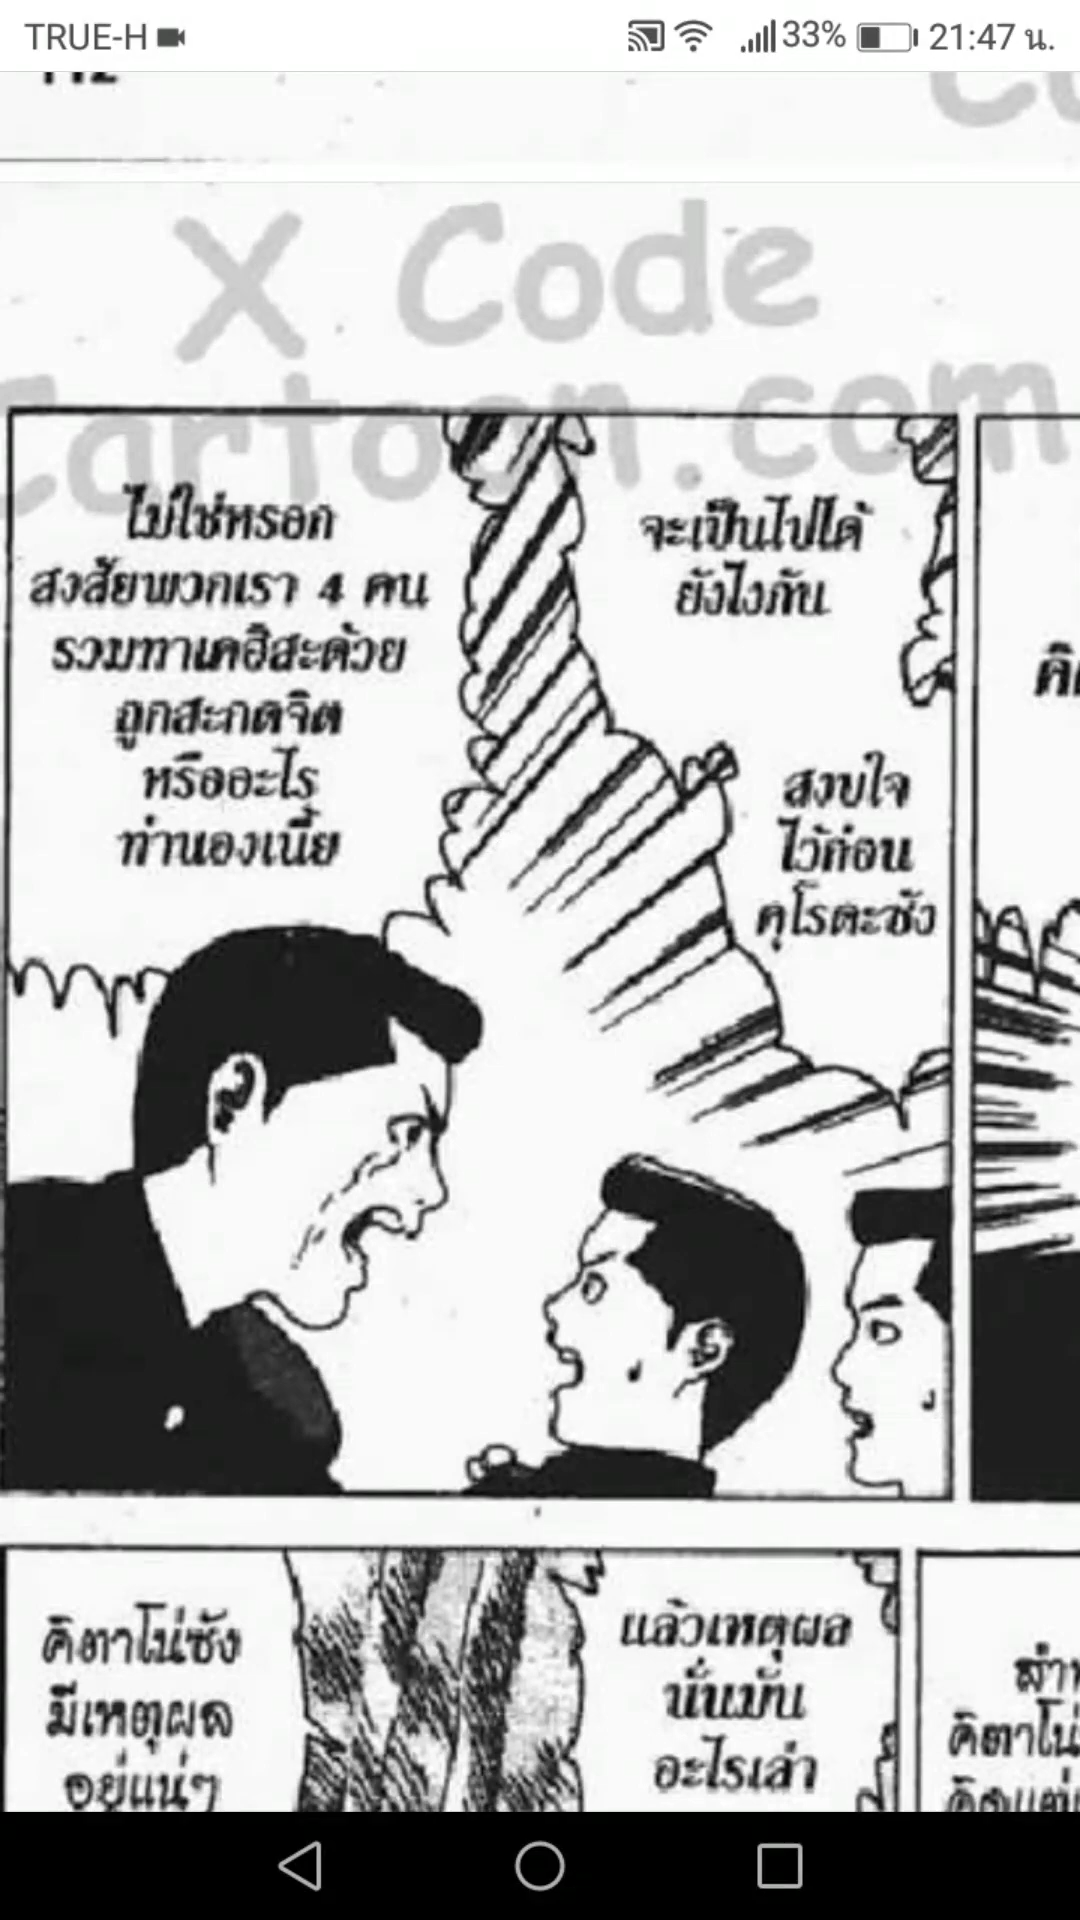 TRUE-H
33%
21:47 น.
X Code
Cartoon.com
จะเป็นไปได้
ยังไงกัน
สงบใจ
ไว้ก่อน
คุโรดะซัง
ไม่ใช่หรอก
สงสัยพวกเรา 4 คน
รวมทาเคฮิสะด้วย
ถูกสะกดจิต
หรืออะไร
ทำนองเนี้ย
แล้วเหตุผล
นั่นมัน
อะไรเล่า
คิตาโน่ซัง
มีเหตุผล
อยู่แน่ๆ
คิตาโน่